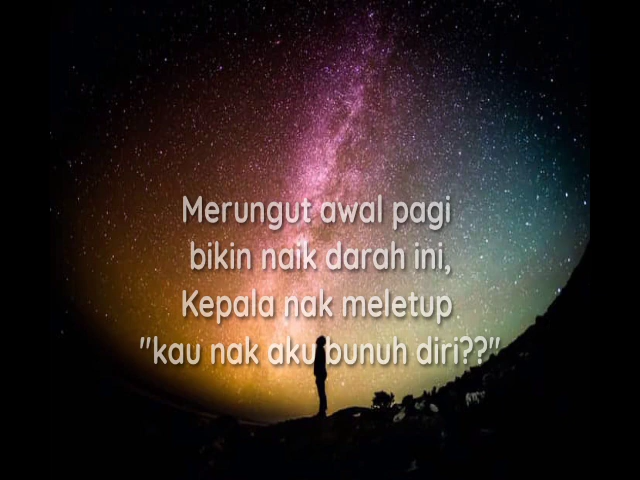 Merungut awal pagi
bikin naik darah ini,
Kepala nak meletup
"kau nak aku bunuh diri??"